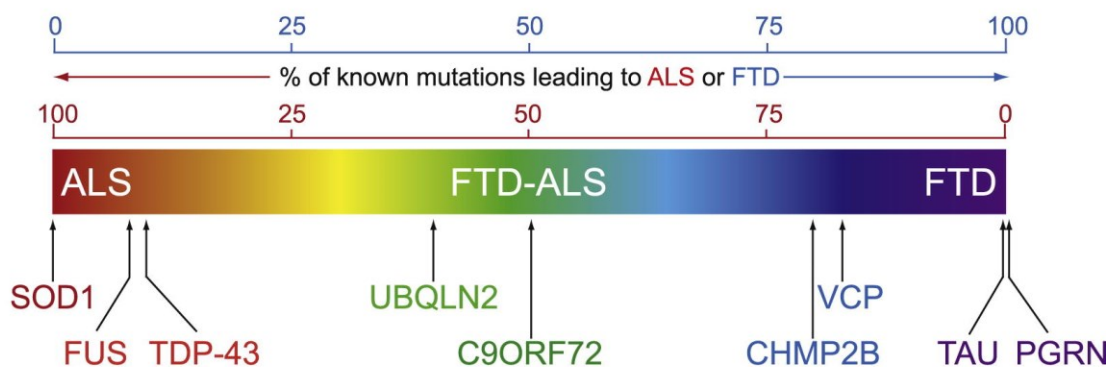 0 25 50 75 100
% of known mutations leading to ALS or FTD
100 25 50 75 0
ALS FTD-ALS FTD
SOD1 UBQLN2 VCP
FUS TDP-43 C9ORF72 CHMP2B TAU PGRN